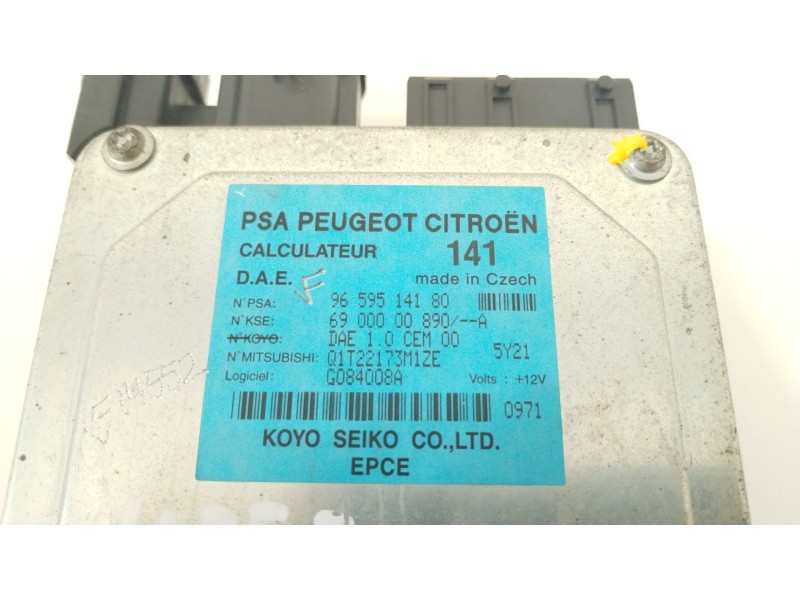 PSA PEUGEOT CITROËN
CALCULATEUR 141
D.A.E. F made in Czech
N°PSA: 96 595 141 80
N°KSE: 69 000 00 890/--A
N°KOYO: DAE 1.0 CEM 00
N°MITSUBISHI: Q1T22173M1ZE 5Y21
Logiciel: G084008A Volts : +12V
0971
KOYO SEIKO CO.,LTD.
EPCE